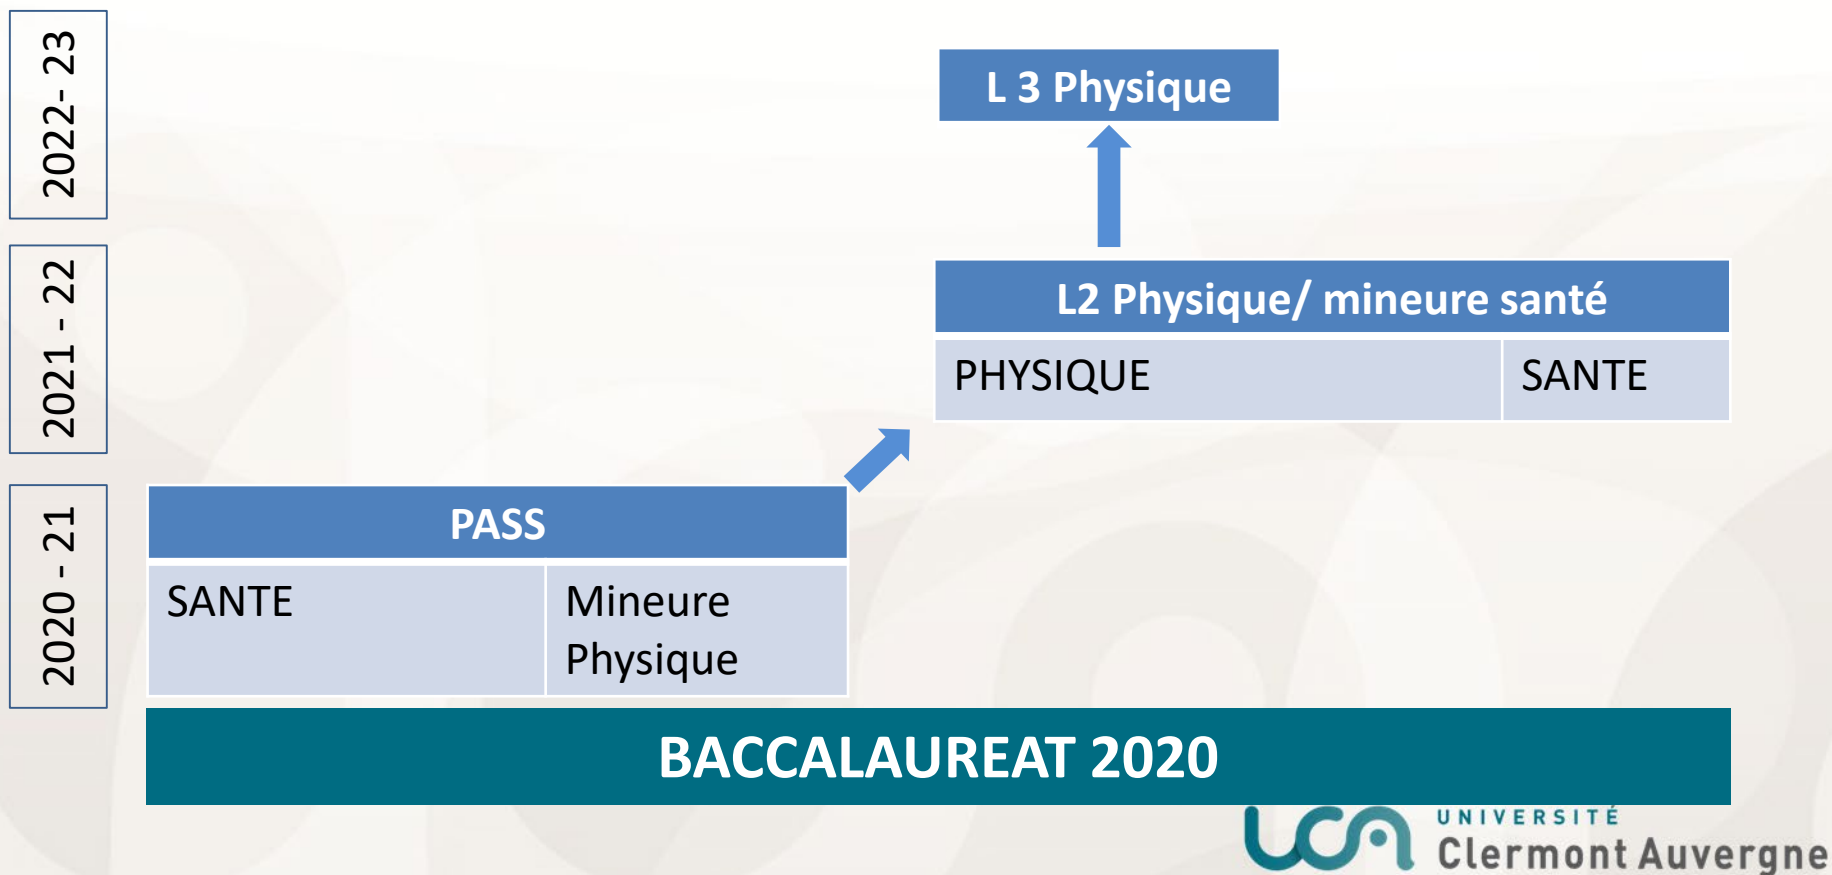 2022- 23
L 3 Physique
2021 - 22
L2 Physique/ mineure santé
PHYSIQUE
SANTE
2020 - 21
PASS
SANTE
Mineure
Physique
BACCALAUREAT 2020
UCA
UNIVERSITÉ
Clermont Auvergne